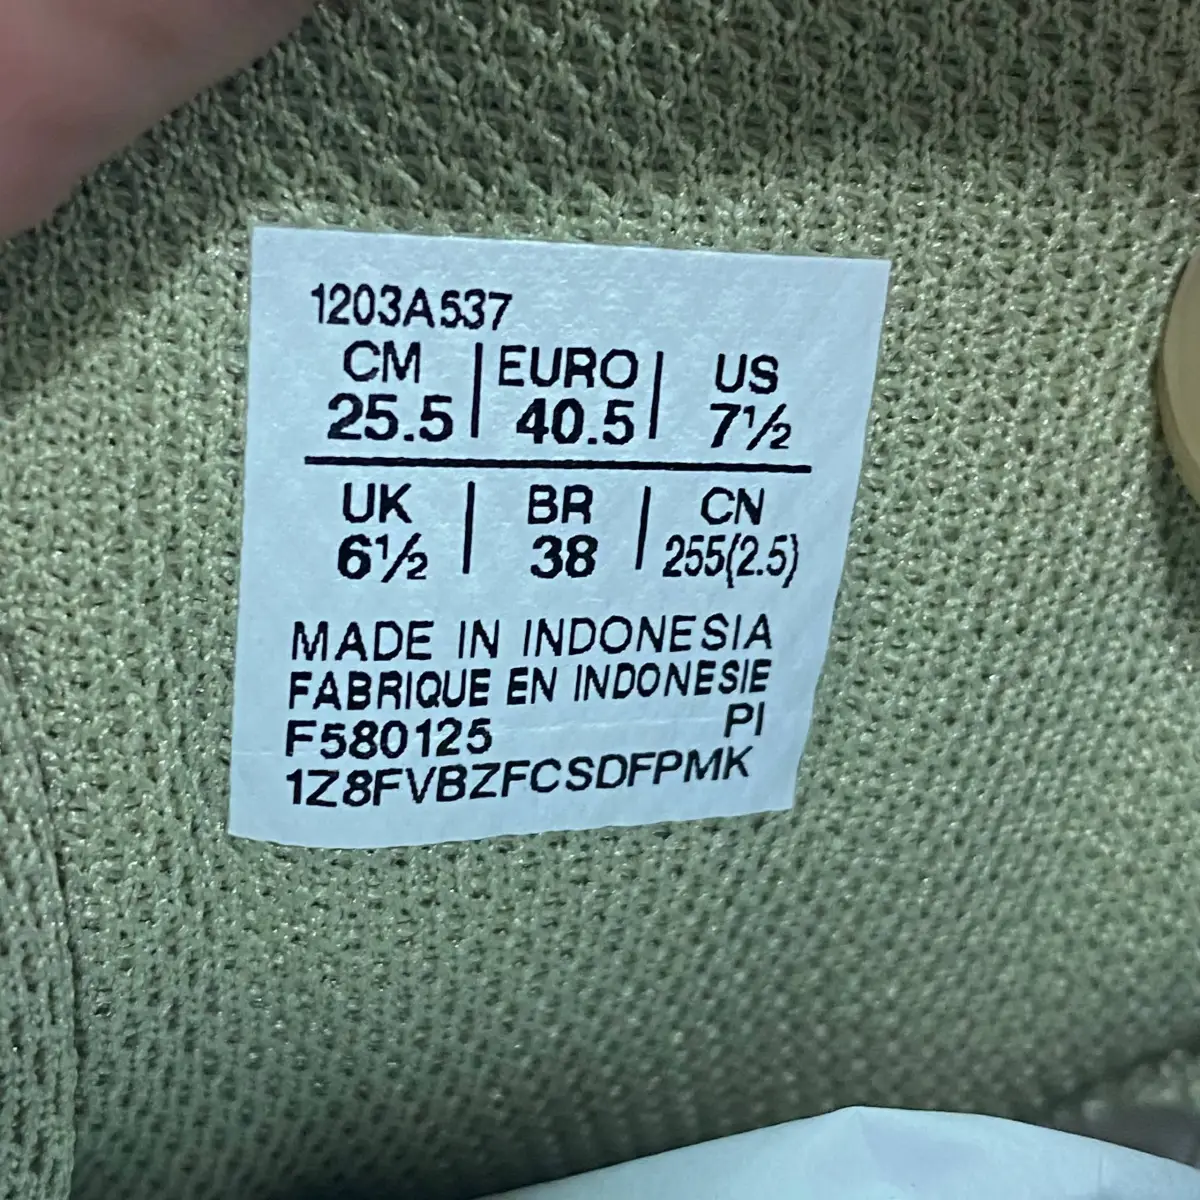 1203A537
CM | EURO | US
25.5 | 40.5 | 7½
UK | BR | CN
6½ | 38 | 255(2.5)
MADE IN INDONESIA
FABRIQUE EN INDONESIE
F580125 PI
1Z8FVBZFCSDFPMK